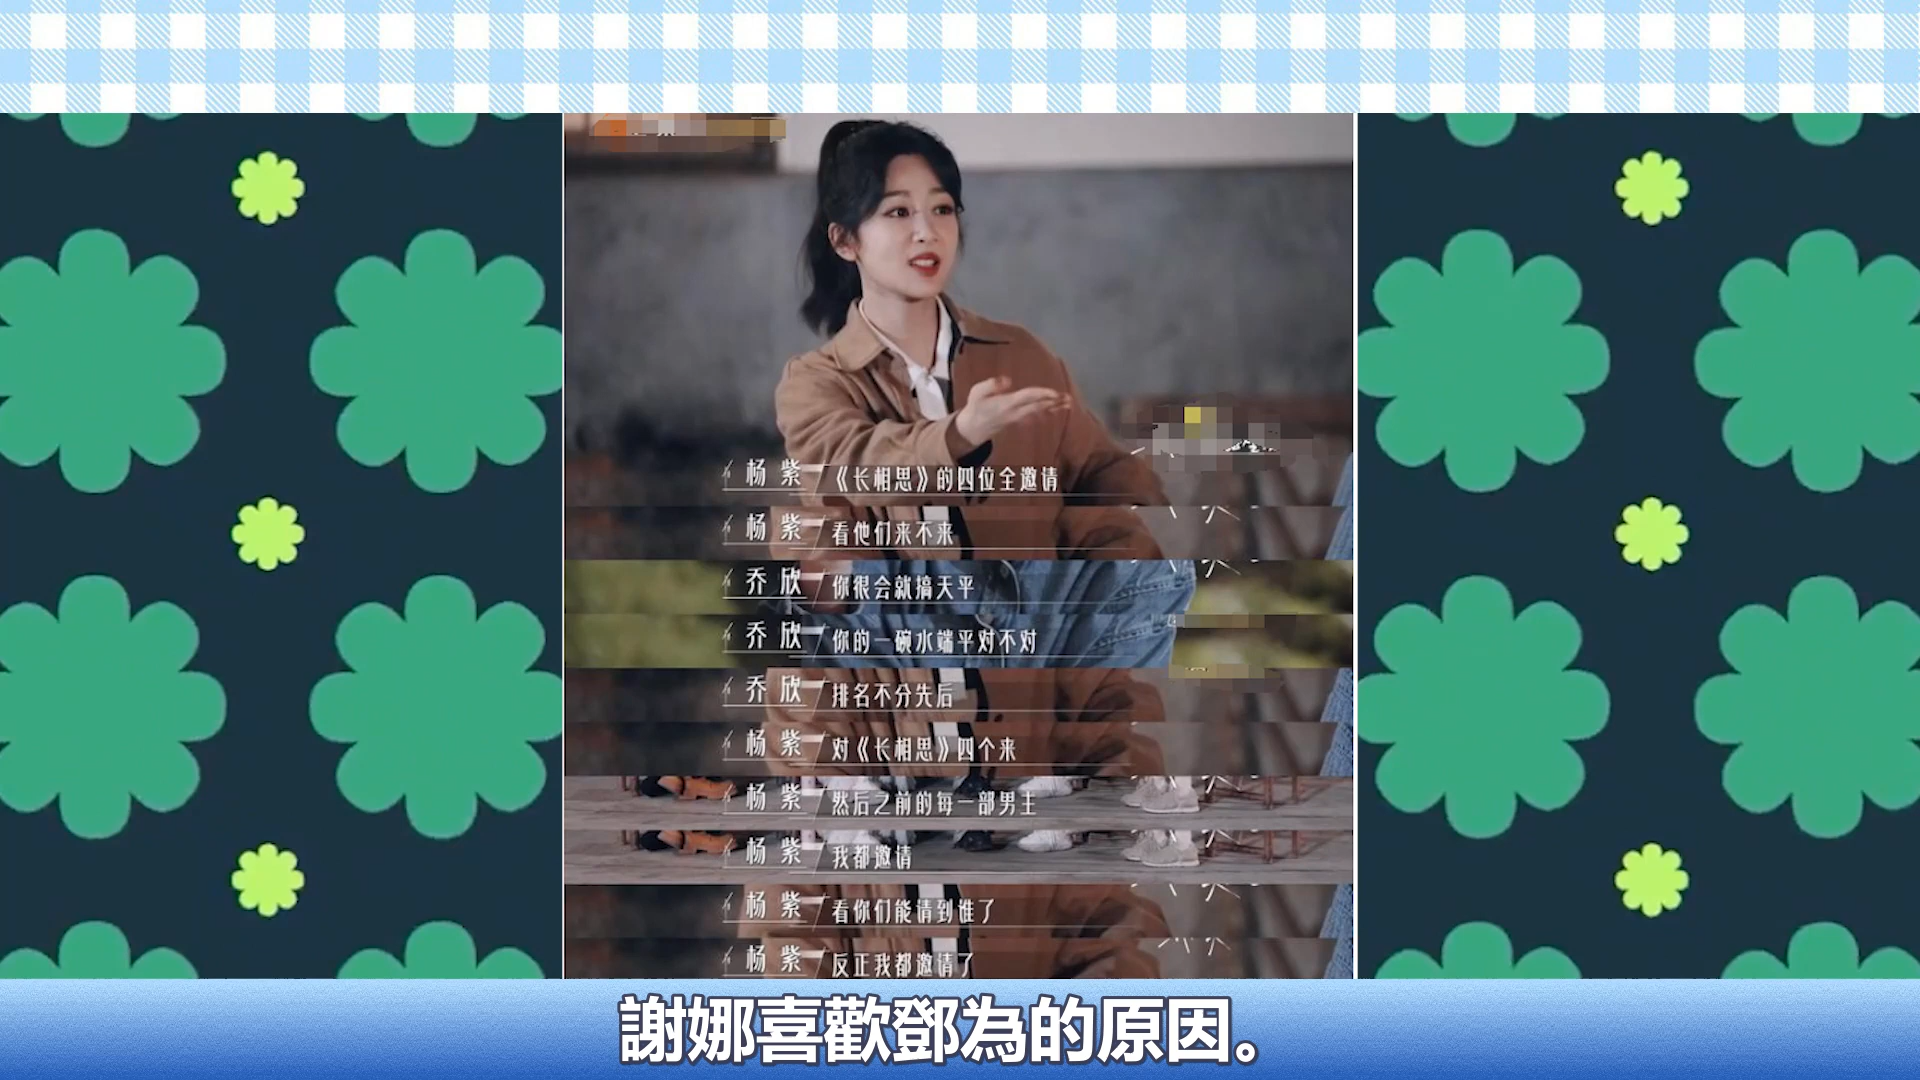 杨紫 《长相思》的四位全邀请
杨紫 看他们来不来
乔欣 你很会就搞天平
乔欣 你的一碗水端平对不对
乔欣 排名不分先后
杨紫 对《长相思》四个来
杨紫 然后之前的每一部男主
杨紫 我都邀请
杨紫 看你们能请到谁了
杨紫 反正我都邀请了
謝娜喜歡鄧為的原因。